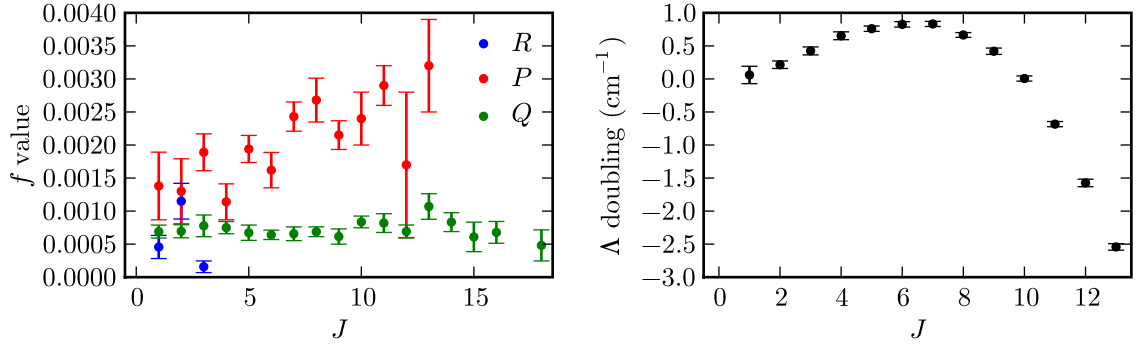 0.0040
0.0035
0.0030
0.0025
0.0020
0.0015
0.0010
0.0005
0.0000
f value
0 5 10 15
J
R
P
Q
1.0
0.5
0.0
−0.5
−1.0
−1.5
−2.0
−2.5
−3.0
Λ doubling (cm⁻¹)
0 2 4 6 8 10 12
J